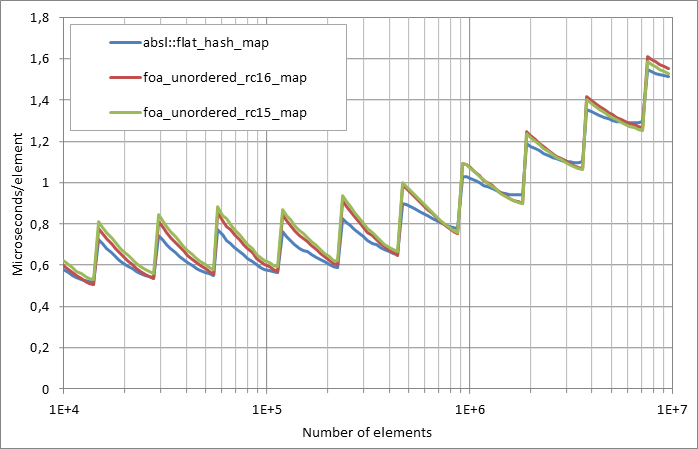 1,8
1,6
1,4
1,2
1
0,8
0,6
0,4
0,2
0
Microseconds/element
absl::flat_hash_map
foa_unordered_rc16_map
foa_unordered_rc15_map
1E+4
1E+5
1E+6
1E+7
Number of elements